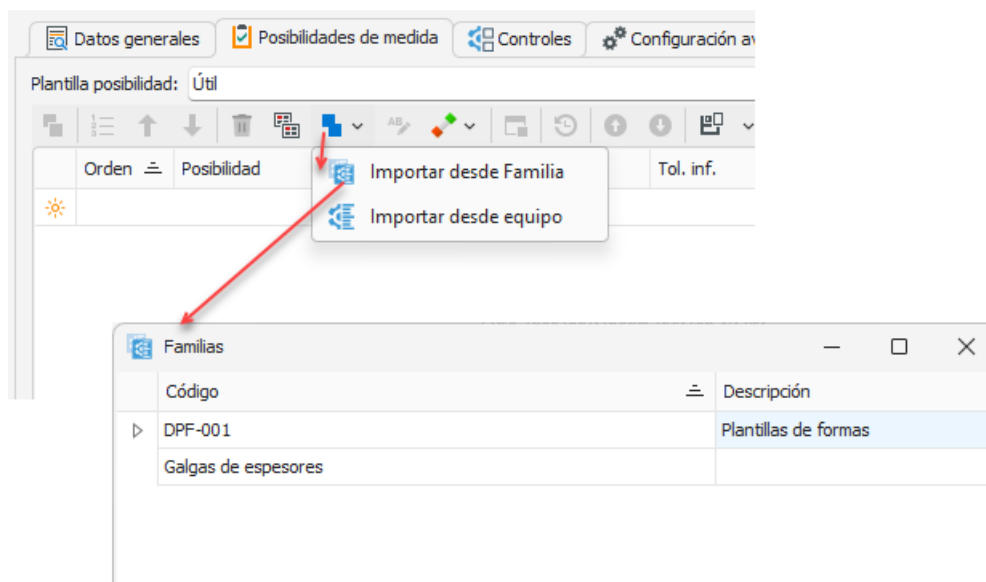 Datos generales Posibilidades de medida Controles Configuración av
Plantilla posibilidad: Útil
Orden Posibilidad Tol. inf.
Importar desde Familia
Importar desde equipo
Familias
Código Descripción
DPF-001 Plantillas de formas
Galgas de espesores